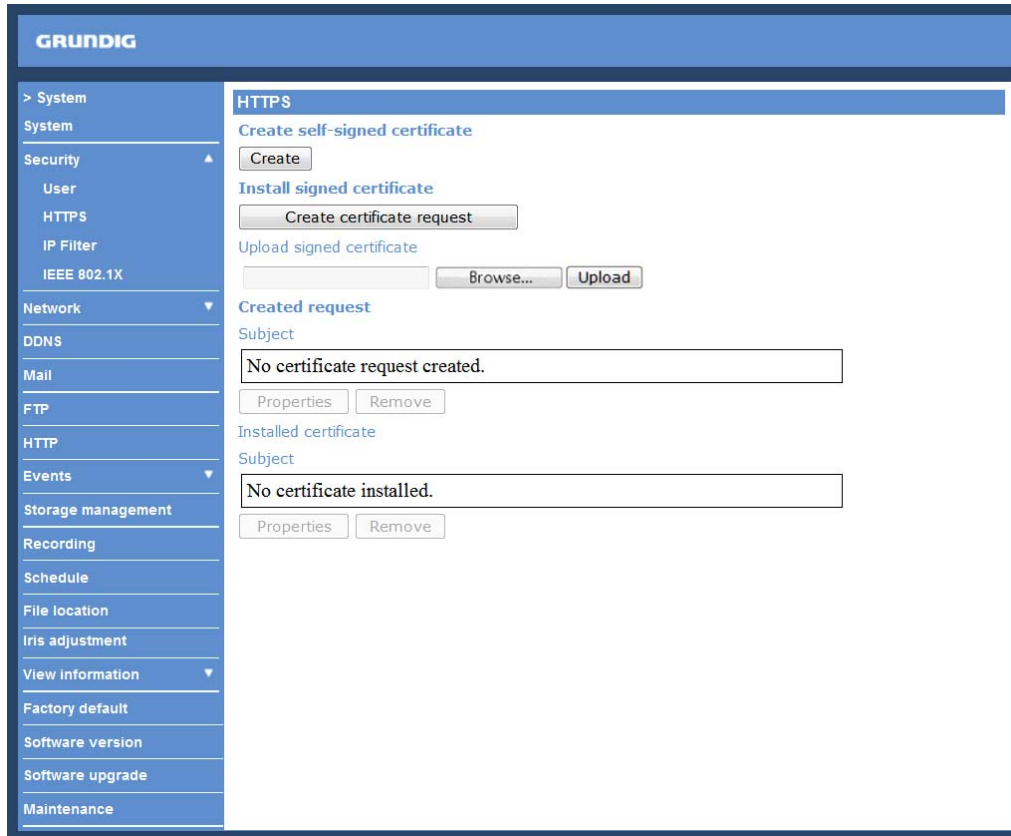 GRUNDIG
> System
System
Security
User
HTTPS
IP Filter
IEEE 802.1X
Network
DDNS
Mail
FTP
HTTP
Events
Storage management
Recording
Schedule
File location
Iris adjustment
View information
Factory default
Software version
Software upgrade
Maintenance
HTTPS
Create self-signed certificate
Create
Install signed certificate
Create certificate request
Upload signed certificate
Browse... Upload
Created request
Subject
No certificate request created.
Properties Remove
Installed certificate
Subject
No certificate installed.
Properties Remove